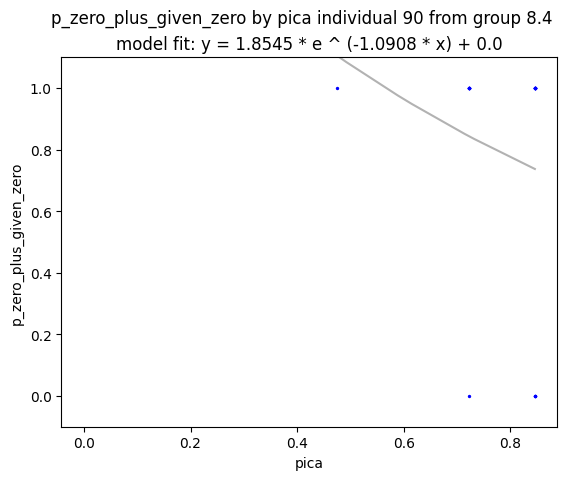 p_zero_plus_given_zero by pica individual 90 from group 8.4
model fit: y = 1.8545 * e ^ (-1.0908 * x) + 0.0
1.0
0.8
0.6
0.4
0.2
0.0
p_zero_plus_given_zero
0.0 0.2 0.4 0.6 0.8
pica